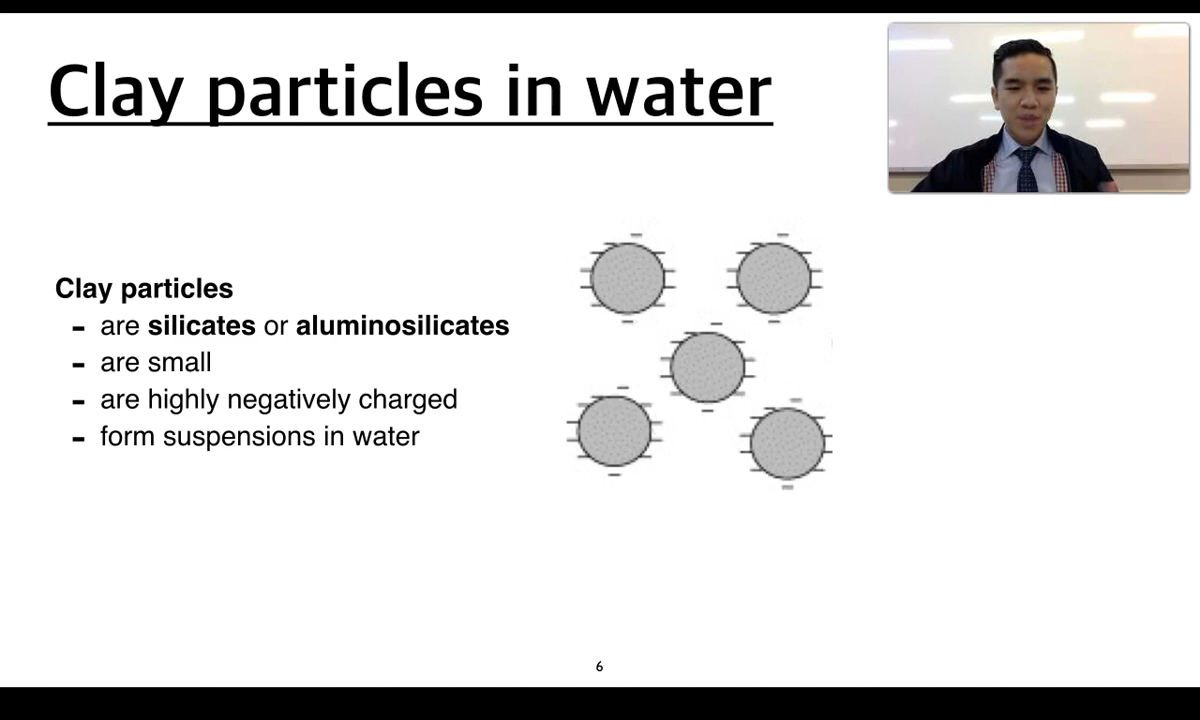 Clay particles in water
Clay particles
- are silicates or aluminosilicates
- are small
- are highly negatively charged
- form suspensions in water
6